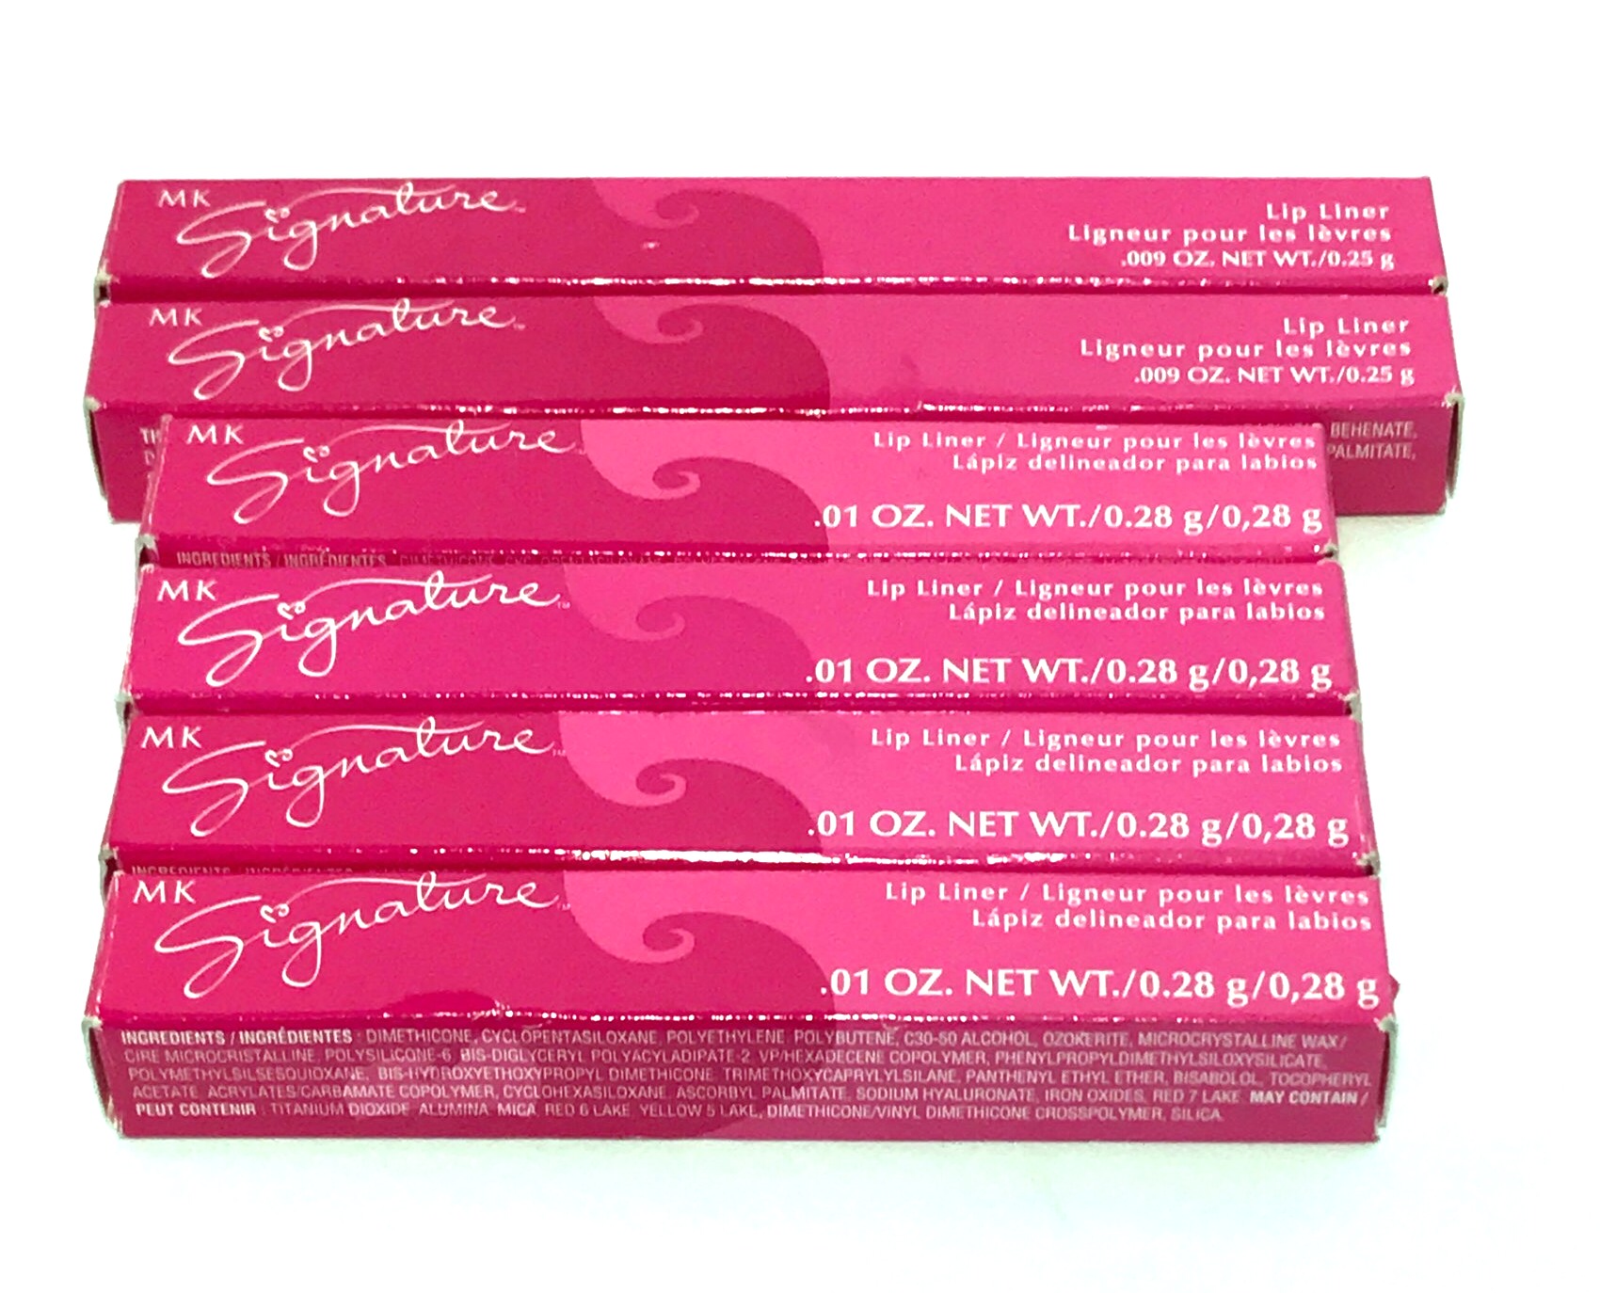 MK
Signature™
Lip Liner
Ligneur pour les lèvres
.009 OZ. NET WT./0.25 g
MK
Signature™
Lip Liner
Ligneur pour les lèvres
.009 OZ. NET WT./0.25 g
BEHENATE,
PALMITATE,
MK
Signature
Lip Liner / Ligneur pour les lèvres
Lápiz delineador para labios
.01 OZ. NET WT./0.28 g/0,28 g
INGREDIENTS / INGRÉDIENTES
MK
Signature™
Lip Liner / Ligneur pour les lèvres
Lápiz delineador para labios
.01 OZ. NET WT./0.28 g/0,28 g
MK
Signature™
Lip Liner / Ligneur pour les lèvres
Lápiz delineador para labios
.01 OZ. NET WT./0.28 g/0,28 g
MK
Signature™
Lip Liner / Ligneur pour les lèvres
Lápiz delineador para labios
.01 OZ. NET WT./0.28 g/0,28 g
INGREDIENTS / INGRÉDIENTES : DIMETHICONE, CYCLOPENTASILOXANE, POLYETHYLENE, POLYBUTENE, C30-50 ALCOHOL, OZOKERITE, MICROCRYSTALLINE WAX/
CIRE MICROCRISTALLINE, POLYSILICONE-6, BIS-DIGLYCERYL POLYACYLADIPATE-2, VP/HEXADECENE COPOLYMER, PHENYLPROPYLDIMETHYLSILOXYSILICATE,
POLYMETHYLSILSESQUIOXANE, BIS-HYDROXYETHOXYPROPYL DIMETHICONE, TRIMETHOXYCAPRYLYLSILANE, PANTHENYL ETHYL ETHER, BISABOLOL, TOCOPHERYL
ACETATE, ACRYLATES/CARBAMATE COPOLYMER, CYCLOHEXASILOXANE, ASCORBYL PALMITATE, SODIUM HYALURONATE, IRON OXIDES, RED 7 LAKE. MAY CONTAIN /
PEUT CONTENIR : TITANIUM DIOXIDE, ALUMINA, MICA, RED 6 LAKE, YELLOW 5 LAKE, DIMETHICONE/VINYL DIMETHICONE CROSSPOLYMER, SILICA.